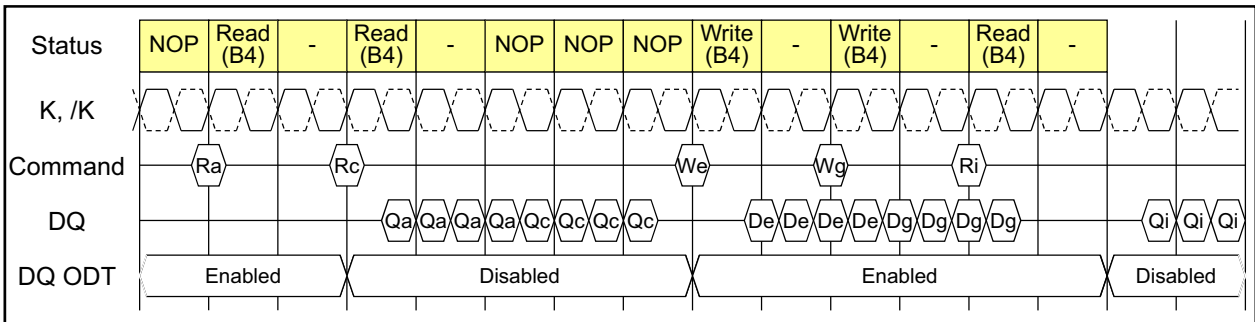 Status NOP Read (B4) - Read (B4) - NOP NOP NOP Write (B4) - Write (B4) - Read (B4) -
K, /K
Command Ra Rc We Wg Ri
DQ Qa Qa Qa Qa Qc Qc Qc Qc De De De De Dg Dg Dg Dg Qi Qi Qi
DQ ODT Enabled Disabled Enabled Disabled